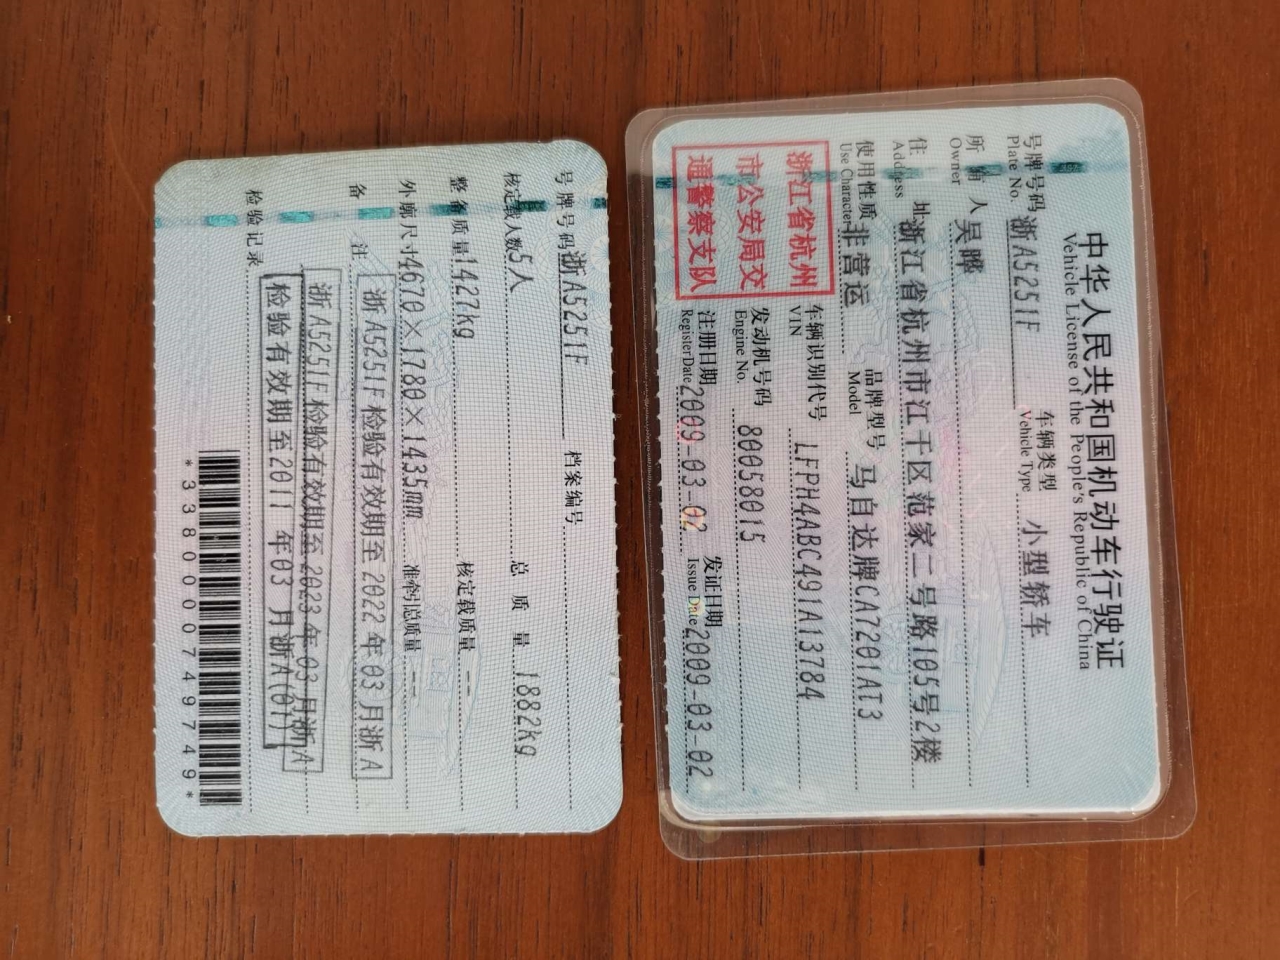 中华人民共和国机动车行驶证
Vehicle License of the People's Republic of China
号牌号码 浙A5251F 车辆类型 小型轿车
Plate No. Vehicle Type
所有人 吴晔
Owner
住址 浙江省杭州市江干区范家二号路105号2楼
Address
使用性质 非营运 品牌型号 马自达牌CA7201AT3
Use Character Model
浙江省杭州
市公安局交
通警察支队
车辆识别代号 LFPH4ABC491A13784
VIN
发动机号码 80058015
Engine No.
注册日期 2009-03-02 发证日期 2009-03-02
Register Date Issue Date
号牌号码 浙A5251F 档案编号
核定载人数 5人 总质量 1882kg
整备质量 1427kg 核定载质量 --
外廓尺寸 4670×1780×1435mm 准牵引总质量 --
备注 浙A5251F检验有效期至2022年03月浙A
浙A5251F检验有效期至2023年03月浙A
检验记录 检验有效期至2011年03月浙A(01)
*3380007497​49*